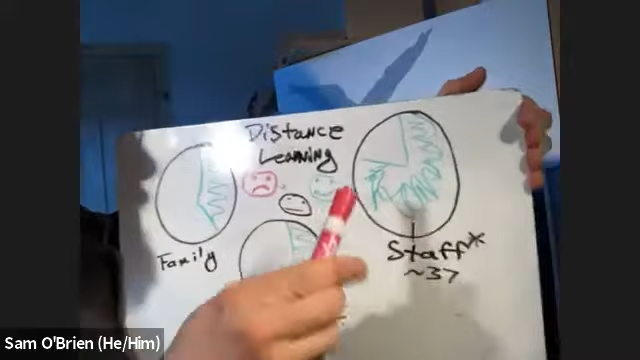 Distance
Learning
Family
Staff*
~37
Sam O'Brien (He/Him)